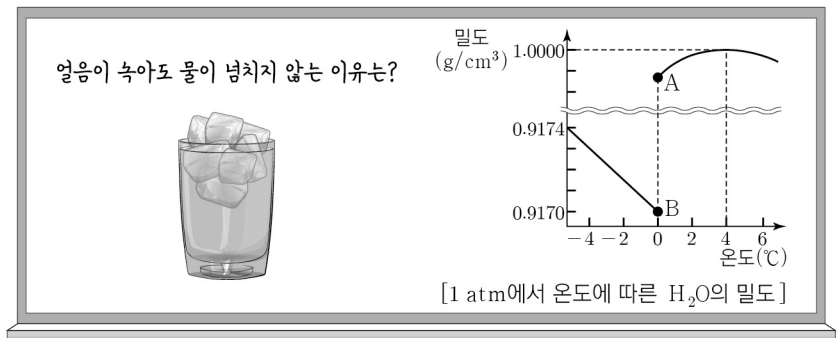 얼음이 녹아도 물이 넘치지 않는 이유는?
밀도
(g/cm³)
1.0000
A
0.9174
0.9170
B
−4 −2 0 2 4 6
온도(℃)
[1 atm에서 온도에 따른 H₂O의 밀도]